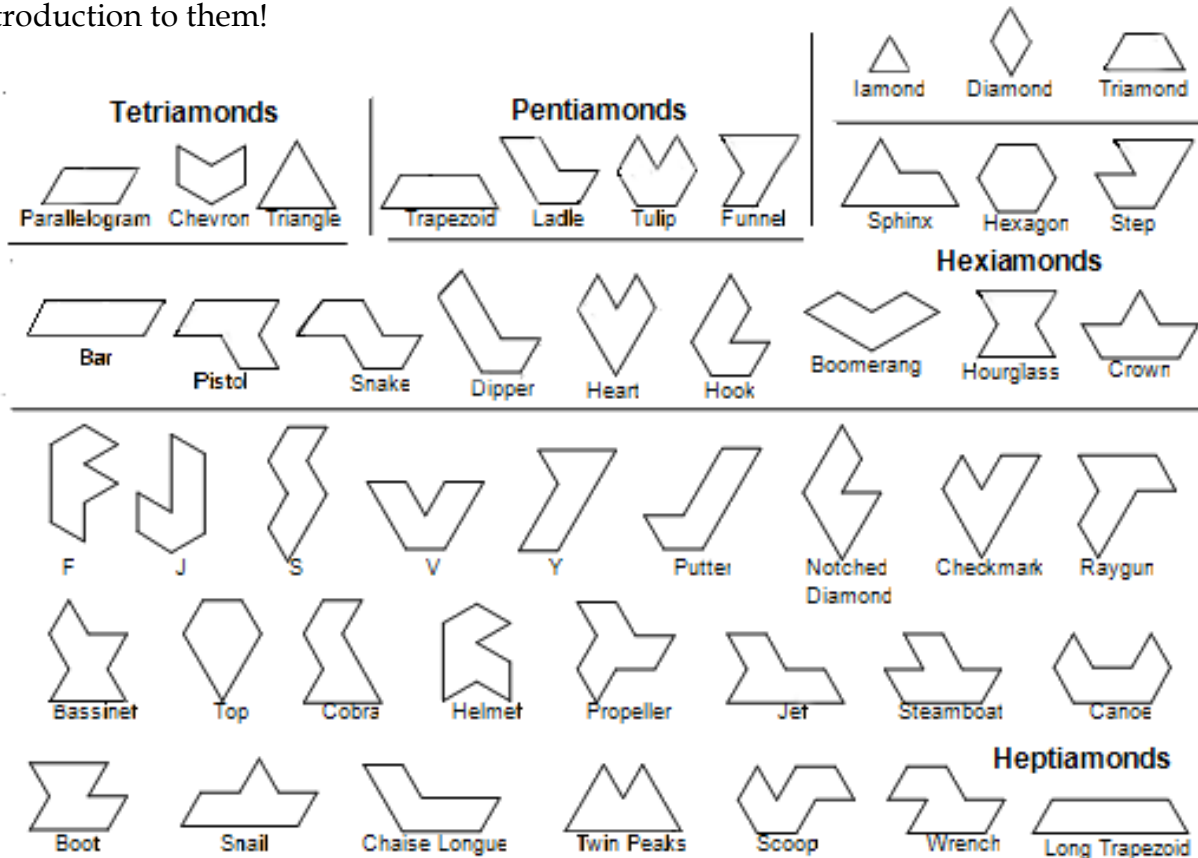 troduction to them!
Iamond Diamond Triamond
Tetriamonds
Pentiamonds
Parallelogram Chevron Triangle
Trapezoid Ladle Tulip Funnel
Sphinx Hexagon Step
Hexiamonds
Bar Pistol Snake Dipper Heart Hook Boomerang Hourglass Crown
F J S V Y Putter Notched Diamond Checkmark Raygun
Bassinet Top Cobra Helmet Propeller Jet Steamboat Canoe
Heptiamonds
Boot Snail Chaise Longue Twin Peaks Scoop Wrench Long Trapezoid